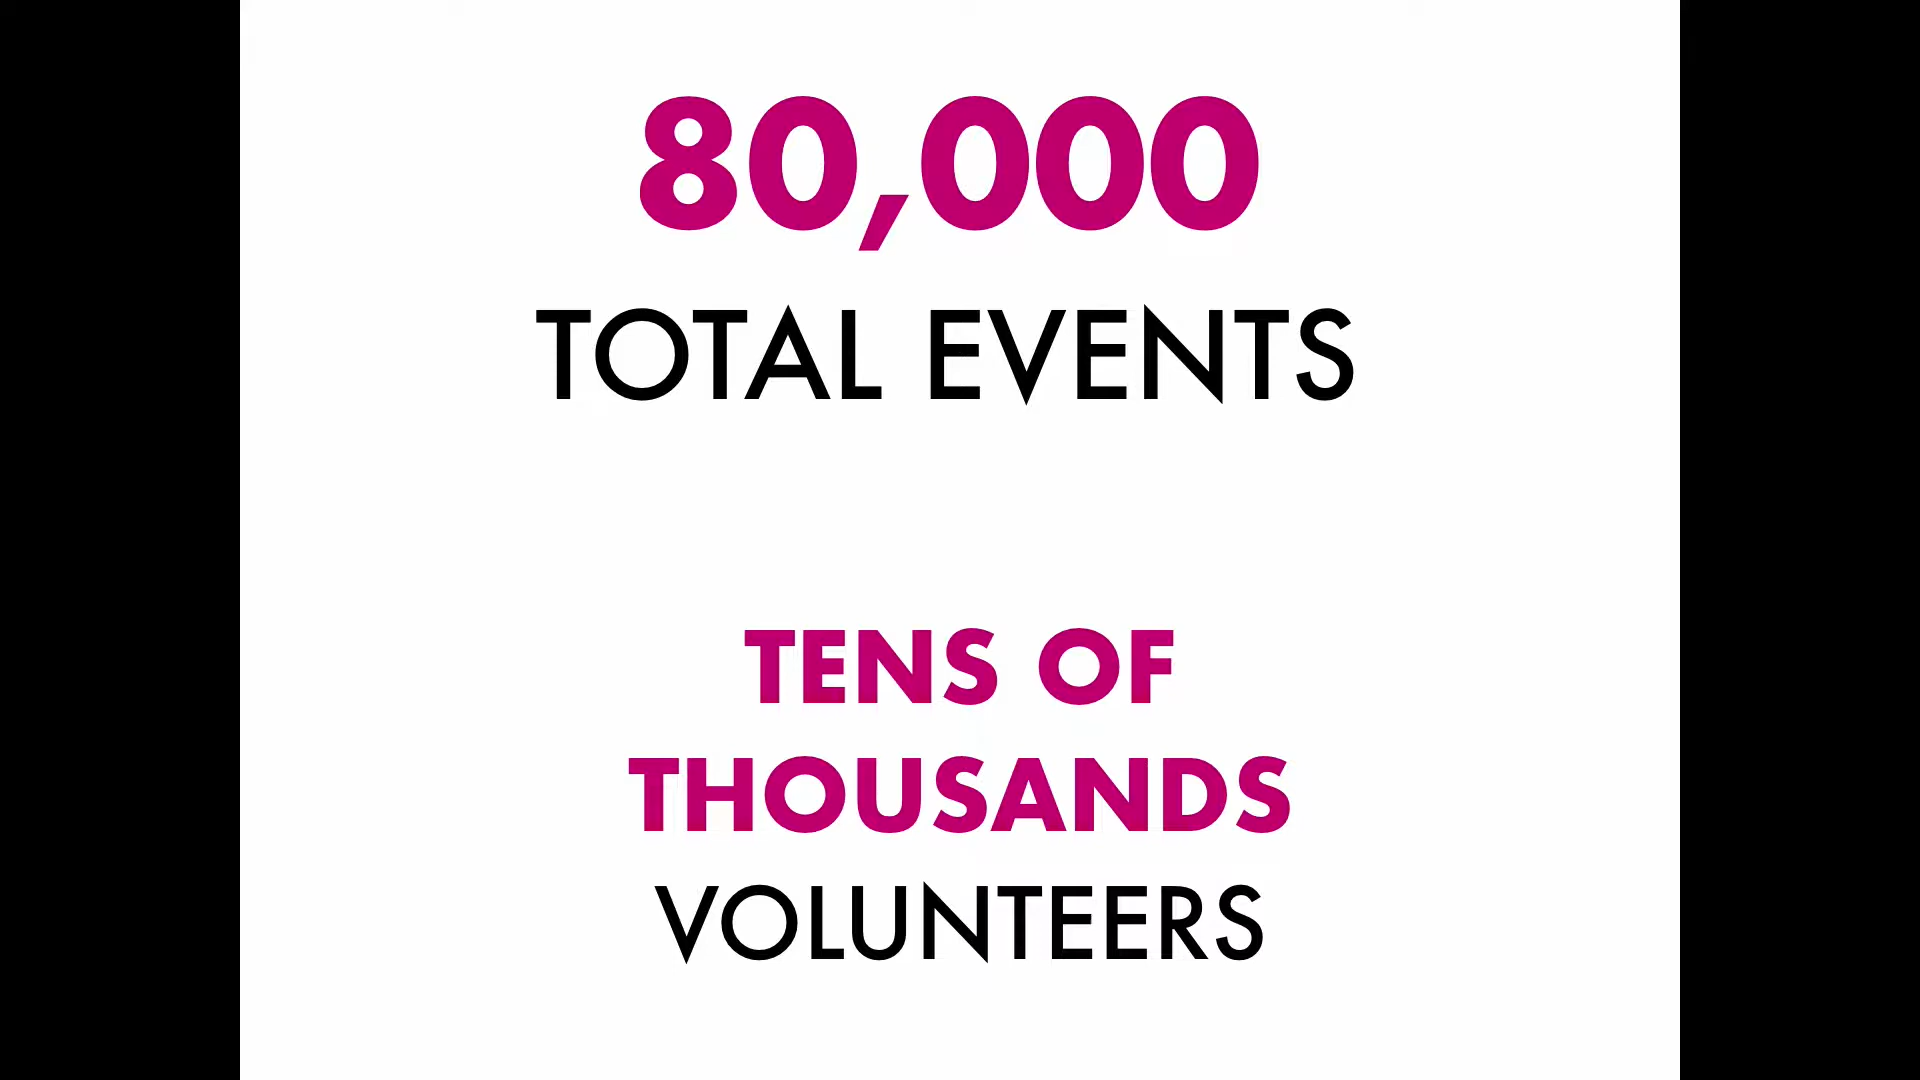 80,000
TOTAL EVENTS
TENS OF
THOUSANDS
VOLUNTEERS